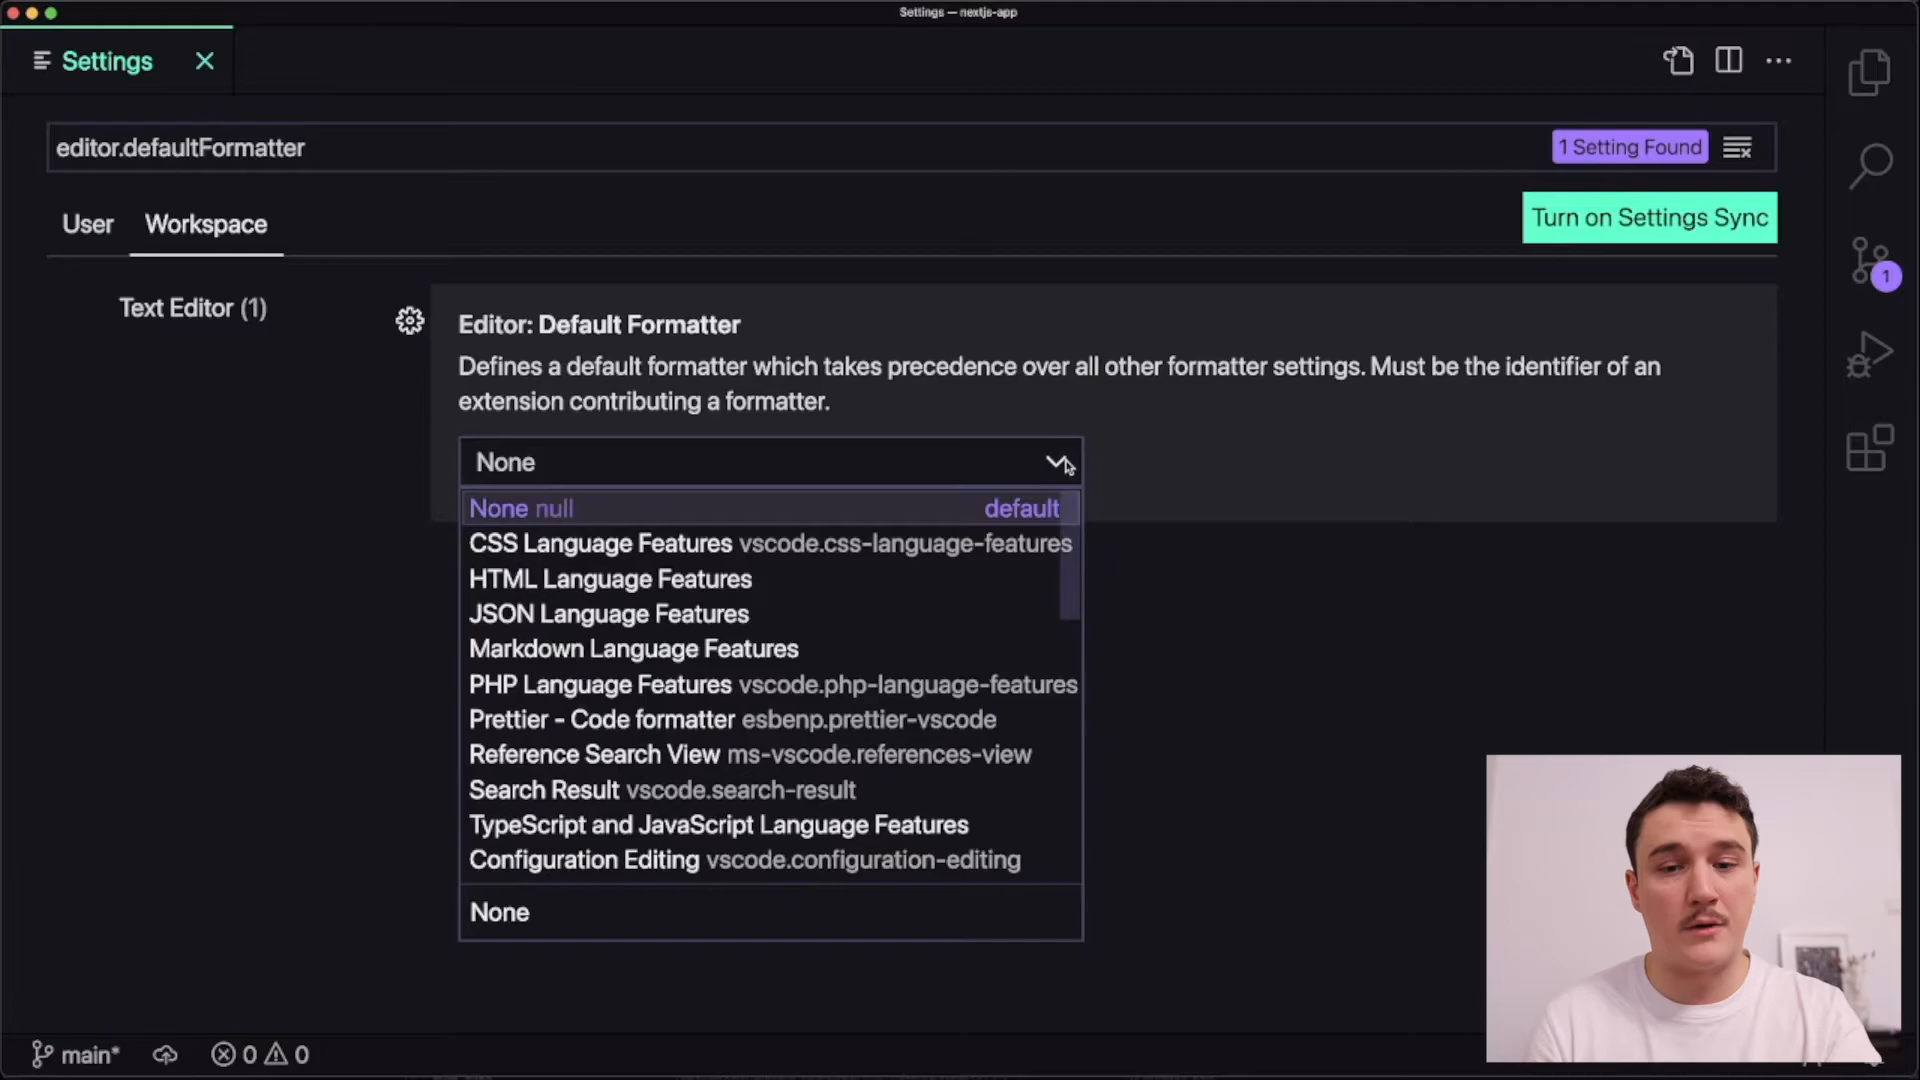 Settings — nextjs-app
Settings
editor.defaultFormatter
1 Setting Found
User
Workspace
Turn on Settings Sync
1
Text Editor (1)
Editor: Default Formatter
Defines a default formatter which takes precedence over all other formatter settings. Must be the identifier of an
extension contributing a formatter.
None
None null default
CSS Language Features vscode.css-language-features
HTML Language Features
JSON Language Features
Markdown Language Features
PHP Language Features vscode.php-language-features
Prettier - Code formatter esbenp.prettier-vscode
Reference Search View ms-vscode.references-view
Search Result vscode.search-result
TypeScript and JavaScript Language Features
Configuration Editing vscode.configuration-editing
None
main* 0 0